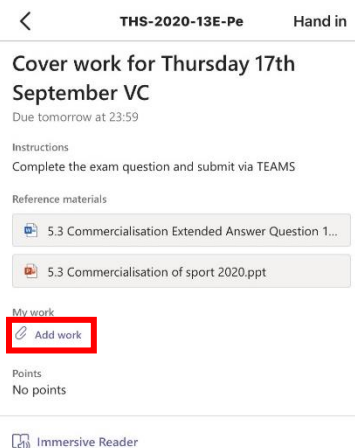 THS-2020-13E-Pe Hand in
Cover work for Thursday 17th
September VC
Due tomorrow at 23:59
Instructions
Complete the exam question and submit via TEAMS
Reference materials
5.3 Commercialisation Extended Answer Question 1...
5.3 Commercialisation of sport 2020.ppt
My work
Add work
Points
No points
Immersive Reader